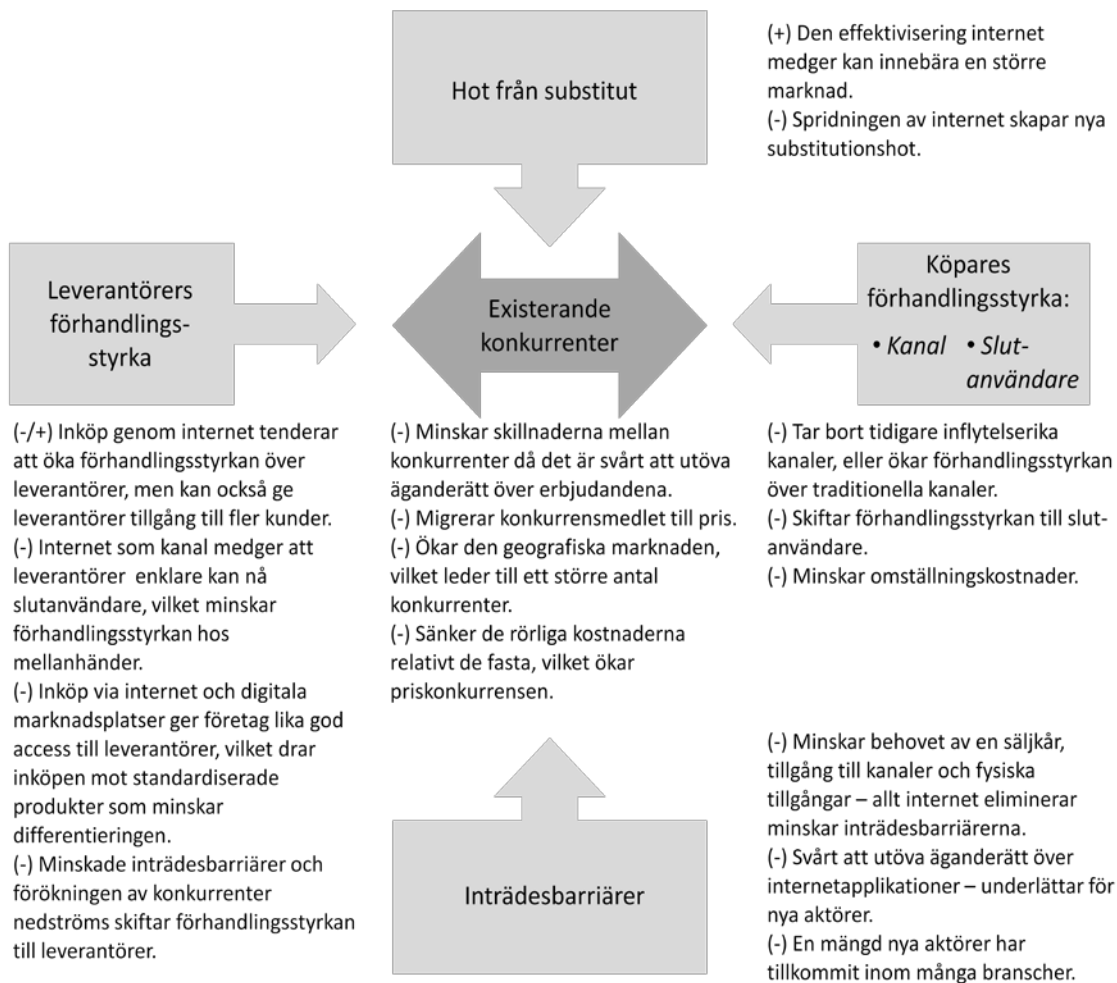 Hot från substitut
(+) Den effektivisering internet
medger kan innebära en större
marknad.
(-) Spridningen av internet skapar nya
substitutionshot.
Leverantörers
förhandlings-
styrka
Existerande
konkurrenter
Köpares
förhandlingsstyrka:
• Kanal • Slut-
användare
(-/+) Inköp genom internet tenderar
att öka förhandlingsstyrkan över
leverantörer, men kan också ge
leverantörer tillgång till fler kunder.
(-) Internet som kanal medger att
leverantörer enklare kan nå
slutanvändare, vilket minskar
förhandlingsstyrkan hos
mellanhänder.
(-) Inköp via internet och digitala
marknadsplatser ger företag lika god
access till leverantörer, vilket drar
inköpen mot standardiserade
produkter som minskar
differentieringen.
(-) Minskade inträdesbarriärer och
förökningen av konkurrenter
nedströms skiftar förhandlingsstyrkan
till leverantörer.
(-) Minskar skillnaderna mellan
konkurrenter då det är svårt att utöva
äganderätt över erbjudandena.
(-) Migrerar konkurrensmedlet till pris.
(-) Ökar den geografiska marknaden,
vilket leder till ett större antal
konkurrenter.
(-) Sänker de rörliga kostnaderna
relativt de fasta, vilket ökar
priskonkurrensen.
(-) Tar bort tidigare inflytelserika
kanaler, eller ökar förhandlingsstyrkan
över traditionella kanaler.
(-) Skiftar förhandlingsstyrkan till slut-
användare.
(-) Minskar omställningskostnader.
Inträdesbarriärer
(-) Minskar behovet av en säljkår,
tillgång till kanaler och fysiska
tillgångar – allt internet eliminerar
minskar inträdesbarriärerna.
(-) Svårt att utöva äganderätt över
internetapplikationer – underlättar för
nya aktörer.
(-) En mängd nya aktörer har
tillkommit inom många branscher.